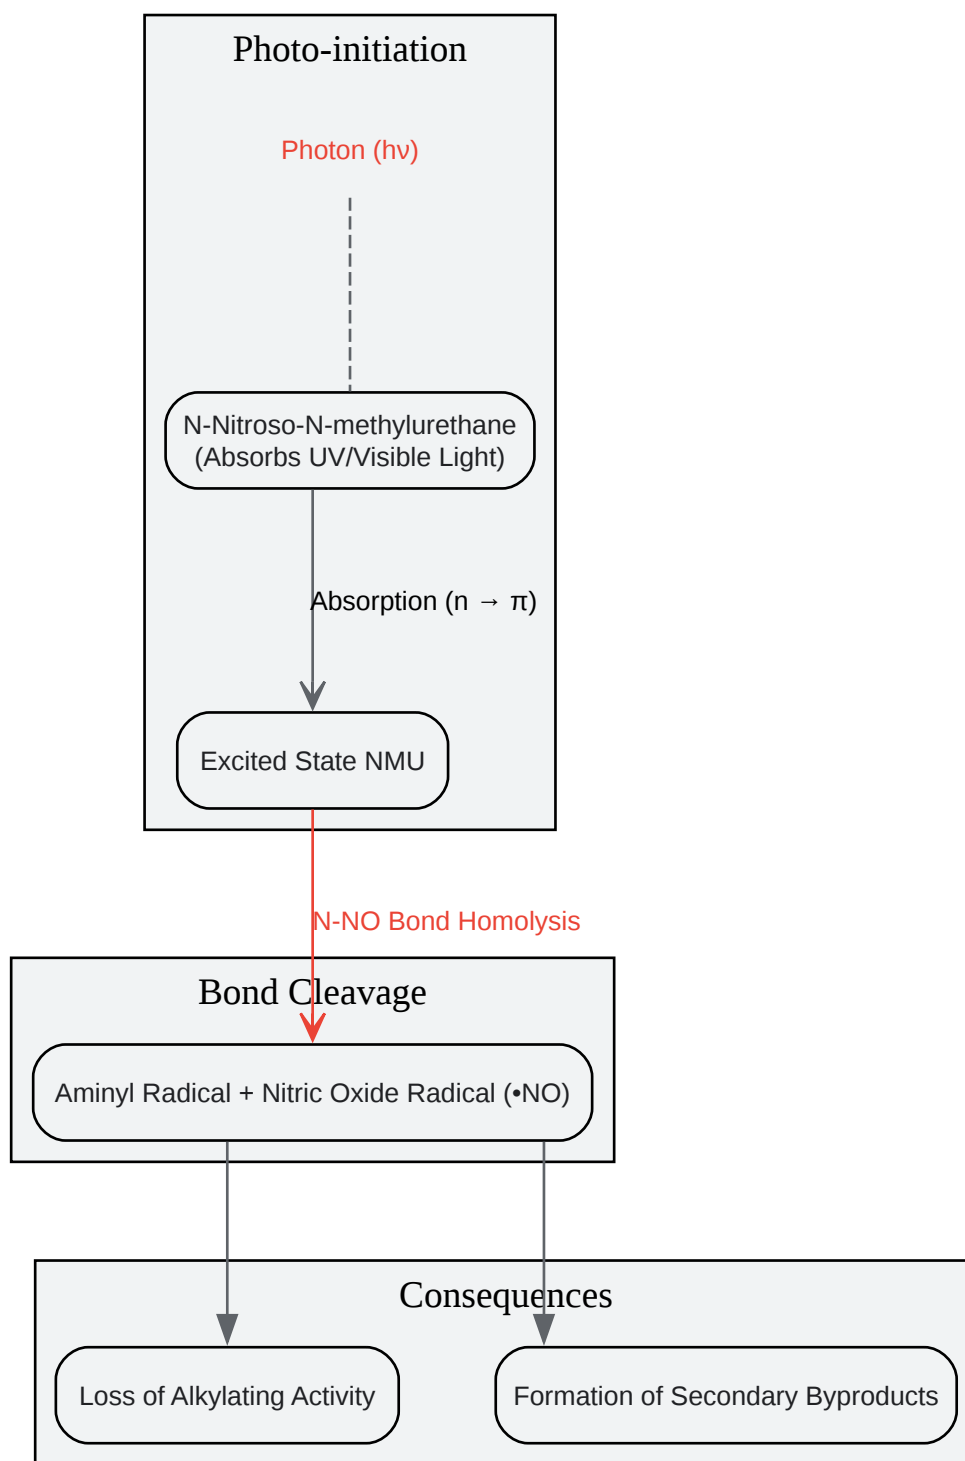 Photo-initiation
Photon (hν)
N-Nitroso-N-methylurethane
(Absorbs UV/Visible Light)
Absorption (n → π)
Excited State NMU
N-NO Bond Homolysis
Bond Cleavage
Aminyl Radical + Nitric Oxide Radical (•NO)
Consequences
Loss of Alkylating Activity
Formation of Secondary Byproducts